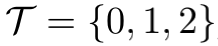 𝒯 = {0, 1, 2}